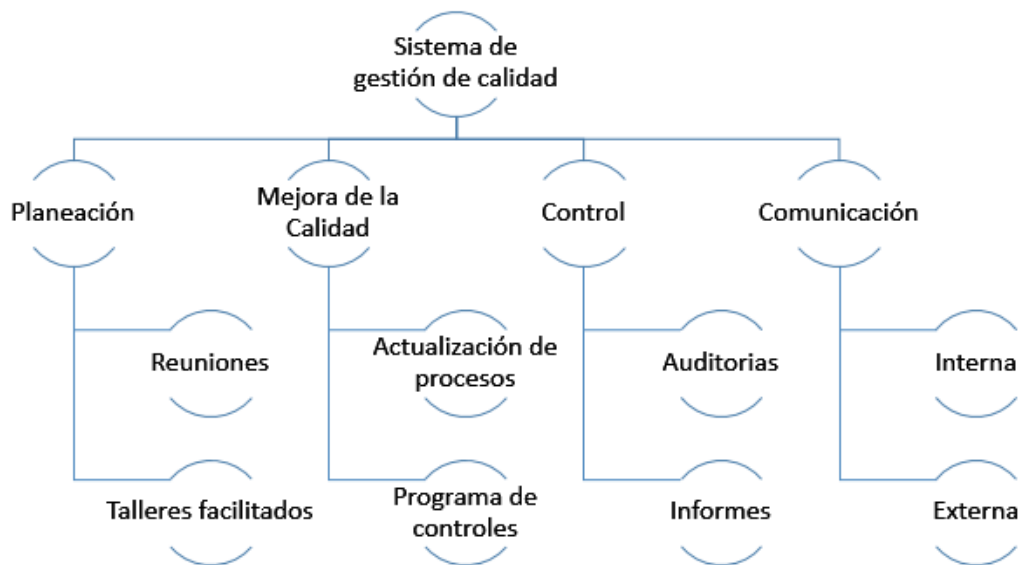 Sistema de
gestión de calidad
Planeación
Mejora de la
Calidad
Control
Comunicación
Reuniones
Actualización de
procesos
Auditorias
Interna
Talleres facilitados
Programa de
controles
Informes
Externa